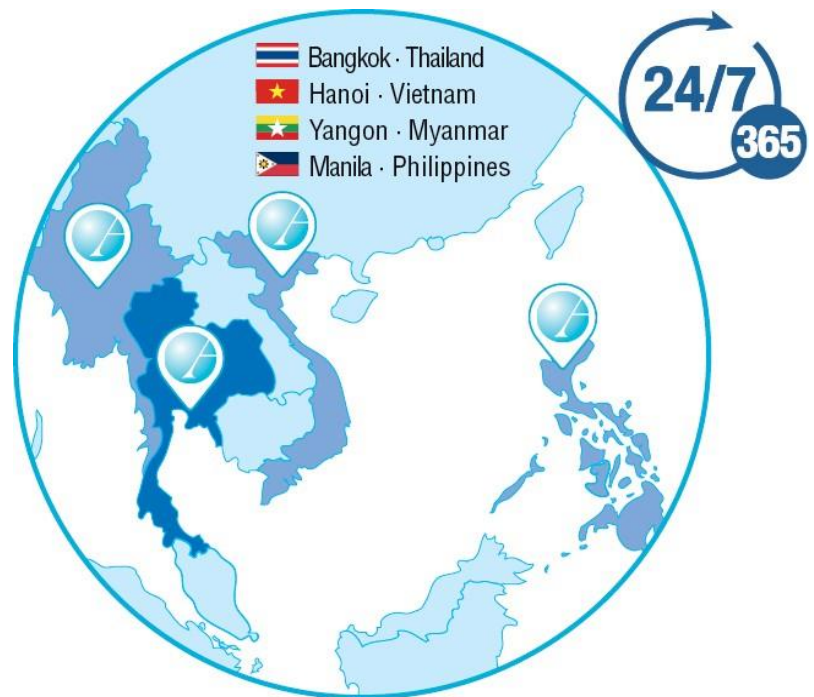 Bangkok · Thailand
Hanoi · Vietnam
Yangon · Myanmar
Manila · Philippines
24/7
365